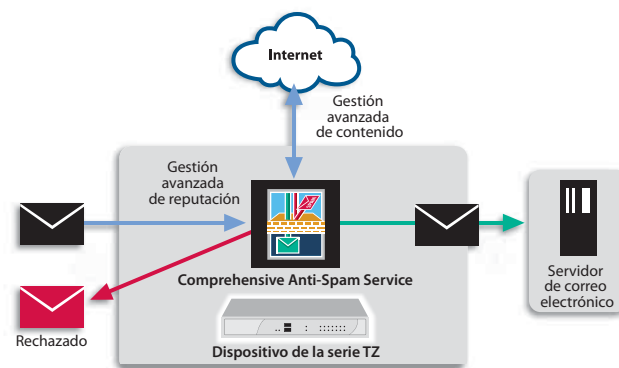 Internet
Gestión
avanzada
de contenido
Gestión
avanzada
de reputación
Comprehensive Anti-Spam Service
Servidor
de correo
electrónico
Rechazado
Dispositivo de la serie TZ